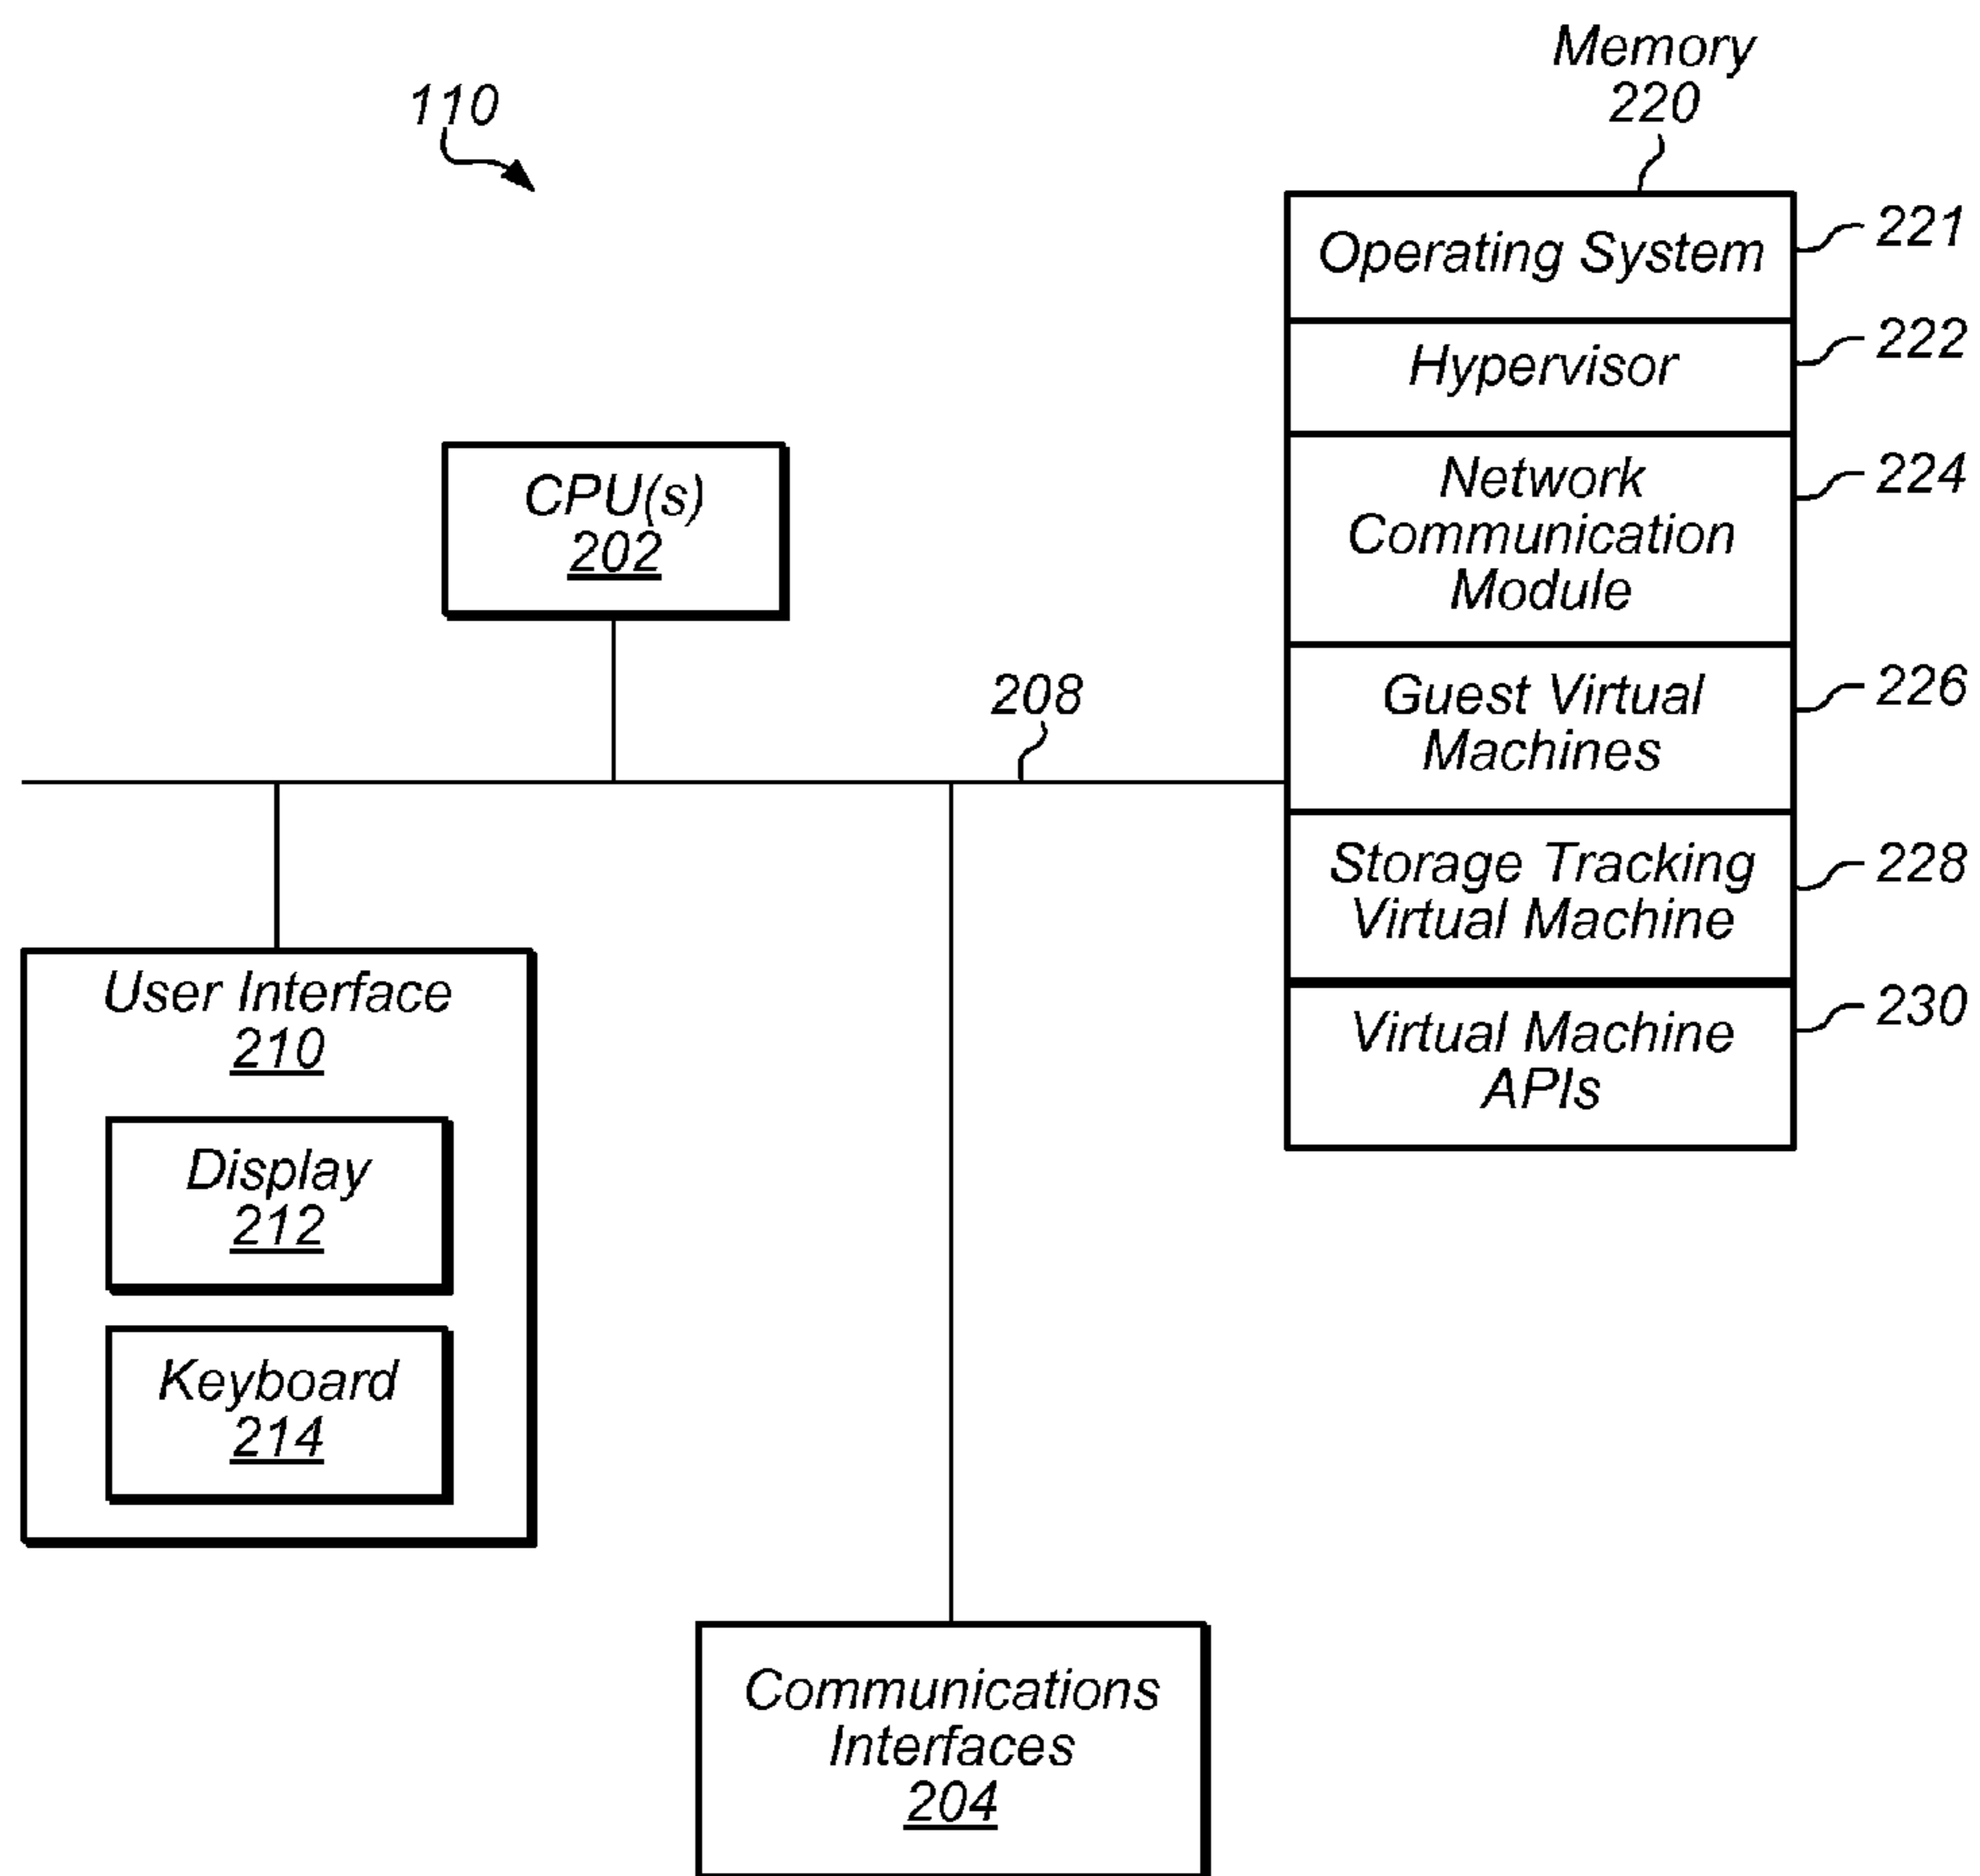 Memory
220
110
Operating System
221
Hypervisor
222
Network
Communication
Module
224
CPU(s)
202
208
Guest Virtual
Machines
226
Storage Tracking
Virtual Machine
228
Virtual Machine
APIs
230
User Interface
210
Display
212
Keyboard
214
Communications
Interfaces
204